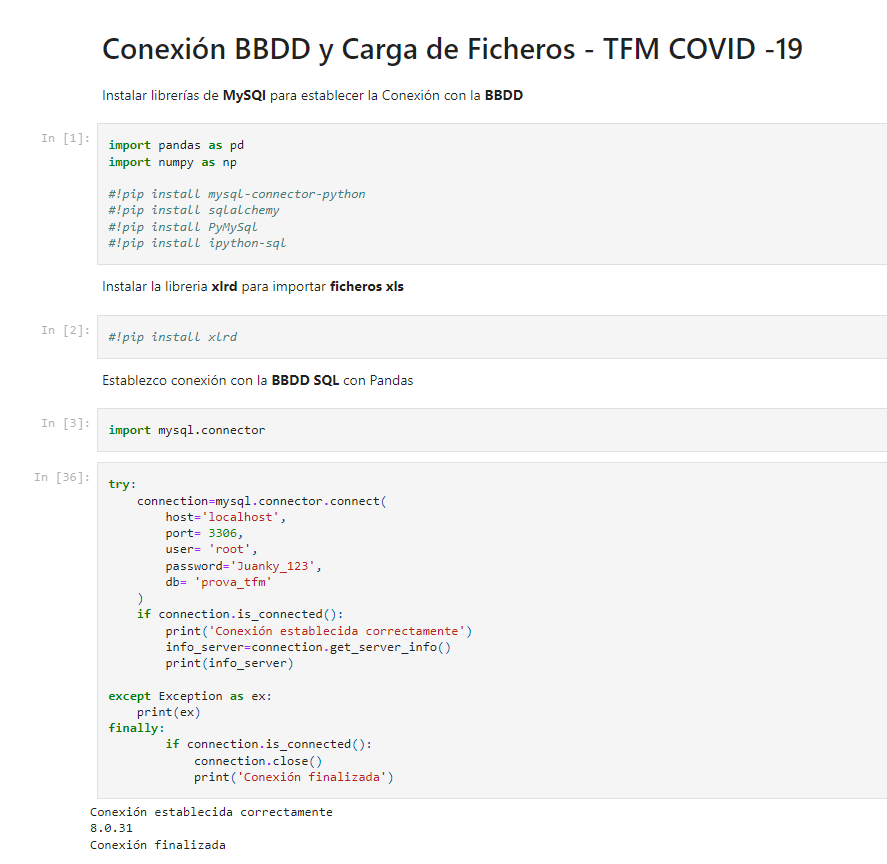 Conexión BBDD y Carga de Ficheros - TFM COVID -19
Instalar librerías de MySQl para establecer la Conexión con la BBDD
In [1]:
import pandas as pd
import numpy as np
#!pip install mysql-connector-python
#!pip install sqlalchemy
#!pip install PyMySql
#!pip install ipython-sql
Instalar la libreria xlrd para importar ficheros xls
In [2]:
#!pip install xlrd
Establezco conexión con la BBDD SQL con Pandas
In [3]:
import mysql.connector
In [36]:
try:
    connection=mysql.connector.connect(
        host='localhost',
        port= 3306,
        user= 'root',
        password='Juanky_123',
        db= 'prova_tfm'
    )
    if connection.is_connected():
        print('Conexión establecida correctamente')
        info_server=connection.get_server_info()
        print(info_server)
except Exception as ex:
    print(ex)
finally:
        if connection.is_connected():
            connection.close()
            print('Conexión finalizada')
Conexión establecida correctamente
8.0.31
Conexión finalizada